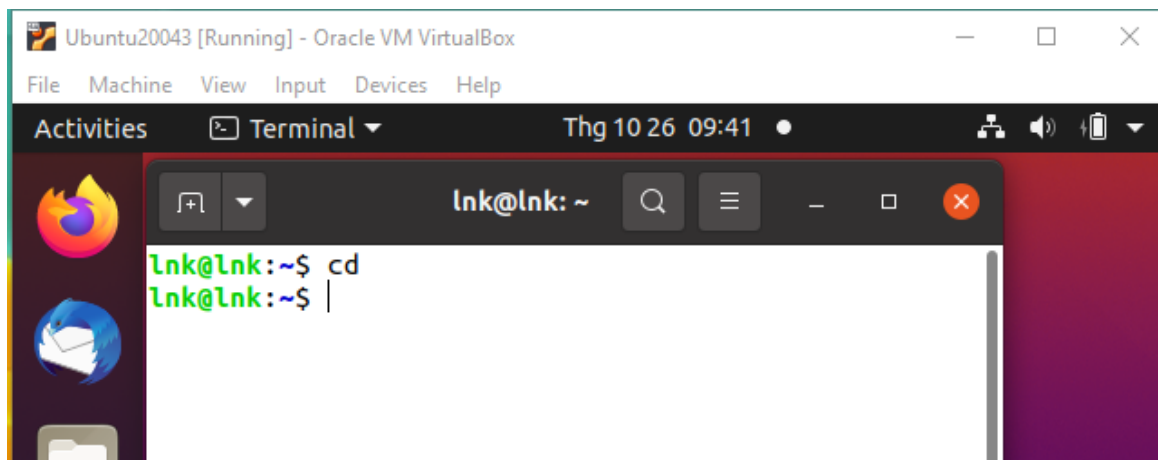 Ubuntu20043 [Running] - Oracle VM VirtualBox
File Machine View Input Devices Help
Activities Terminal Thg 10 26 09:41
lnk@lnk: ~
lnk@lnk:~$ cd
lnk@lnk:~$